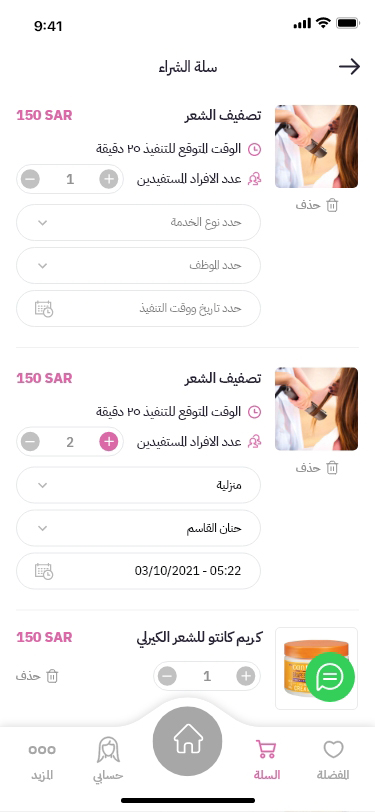 9:41
سلة الشراء
تصفيف الشعر
150 SAR
الوقت المتوقع للتنفيذ ٢٥ دقيقة
عدد الافراد المستفيدين
1
حذف
حدد نوع الخدمة
حدد الموظف
حدد تاريخ ووقت التنفيذ
تصفيف الشعر
150 SAR
الوقت المتوقع للتنفيذ ٢٥ دقيقة
عدد الافراد المستفيدين
2
حذف
منزلية
حنان القاسم
03/10/2021 - 05:22
كريم كانتو للشعر الكيرلي
150 SAR
1
حذف
المفضلة
السلة
حسابي
المزيد